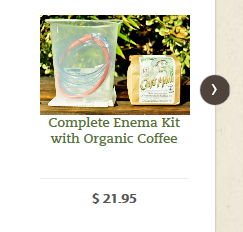 Complete Enema Kit
with Organic Coffee
$ 21.95